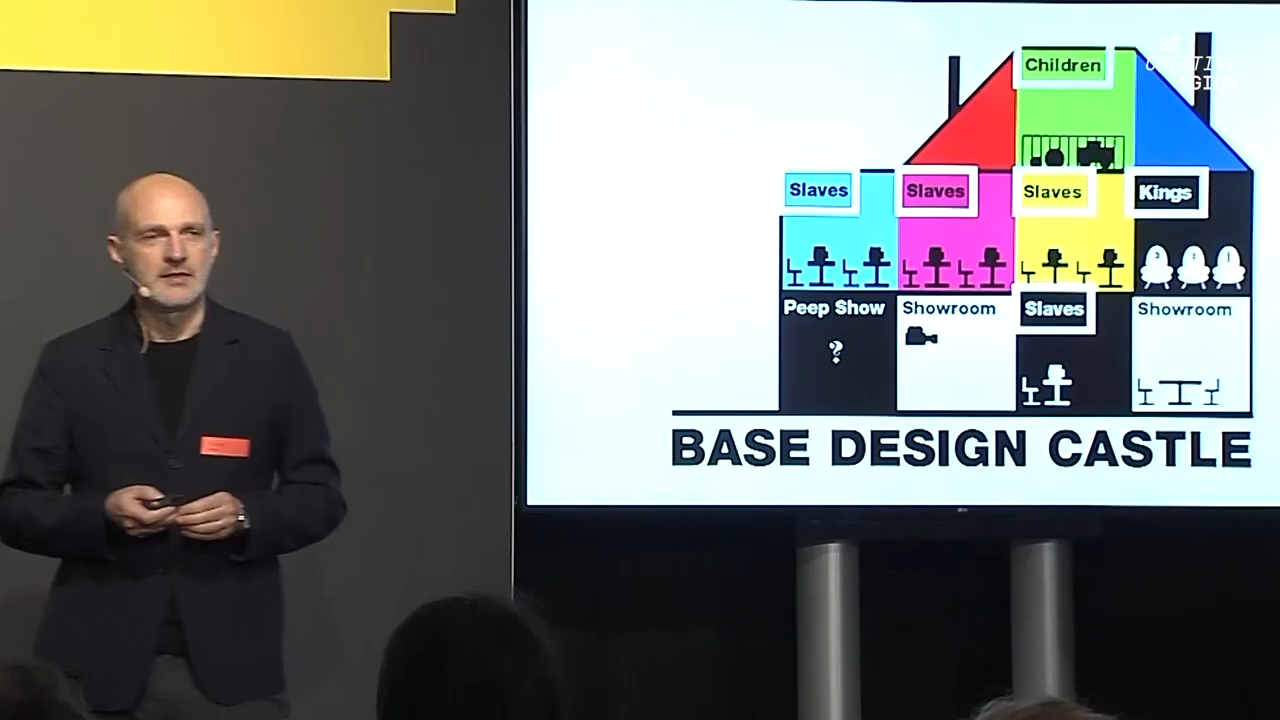 Children
Slaves
Slaves
Slaves
Kings
Peep Show
Showroom
Slaves
Showroom
?
BASE DESIGN CASTLE